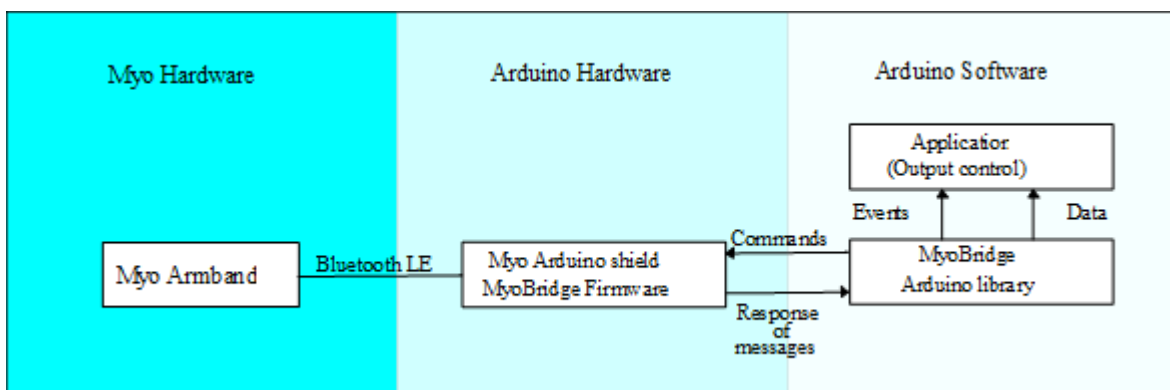 Myo Hardware
Arduino Hardware
Arduino Software
Application
(Output control)
Events
Data
Commands
Myo Armband
Bluetooth LE
Myo Arduino shield
MyoBridge Firmware
MyoBridge
Arduino library
Response
of
messages